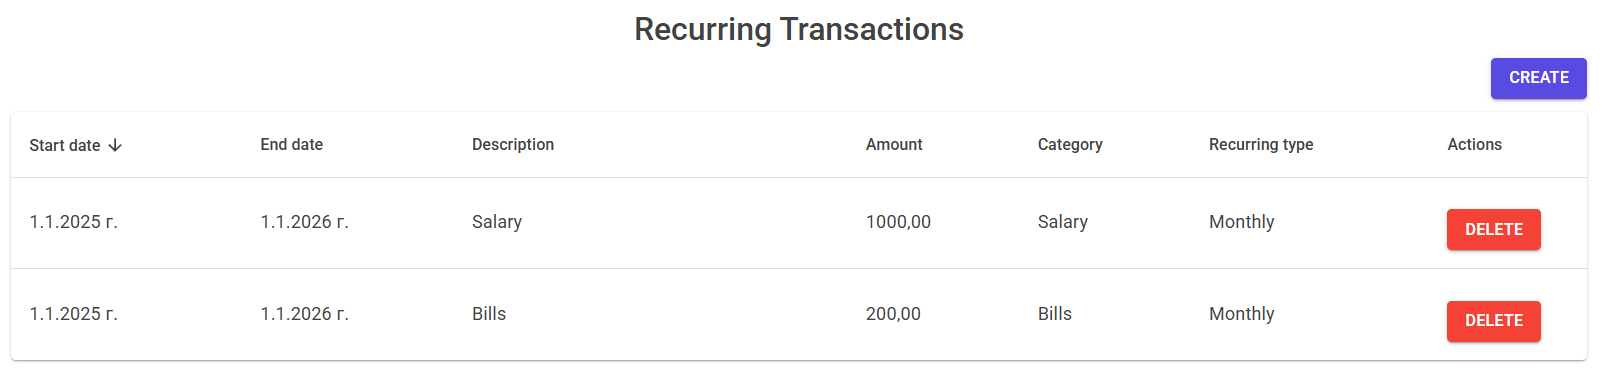 Recurring Transactions
CREATE
Start date End date Description Amount Category Recurring type Actions
1.1.2025 г. 1.1.2026 г. Salary 1000,00 Salary Monthly DELETE
1.1.2025 г. 1.1.2026 г. Bills 200,00 Bills Monthly DELETE